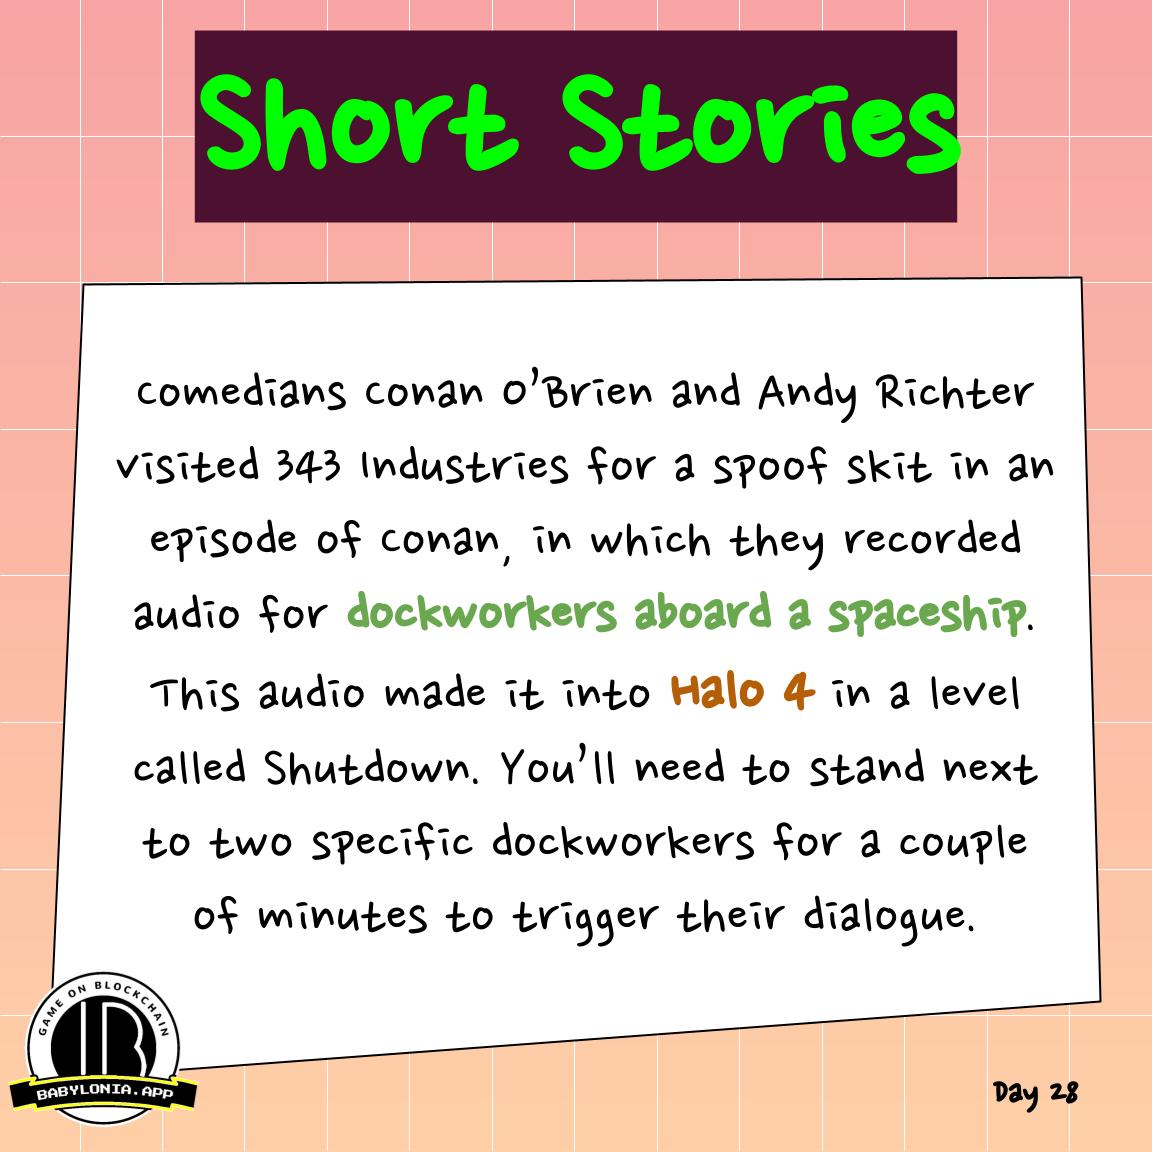 Short Stories
Comedians Conan O'Brien and Andy Richter
visited 343 Industries for a spoof skit in an
episode of Conan, in which they recorded
audio for dockworkers aboard a spaceship.
This audio made it into Halo 4 in a level
called Shutdown. You'll need to stand next
to two specific dockworkers for a couple
of minutes to trigger their dialogue.
GAME ON BLOCKCHAIN
IB
BABYLONIA.APP
Day 28